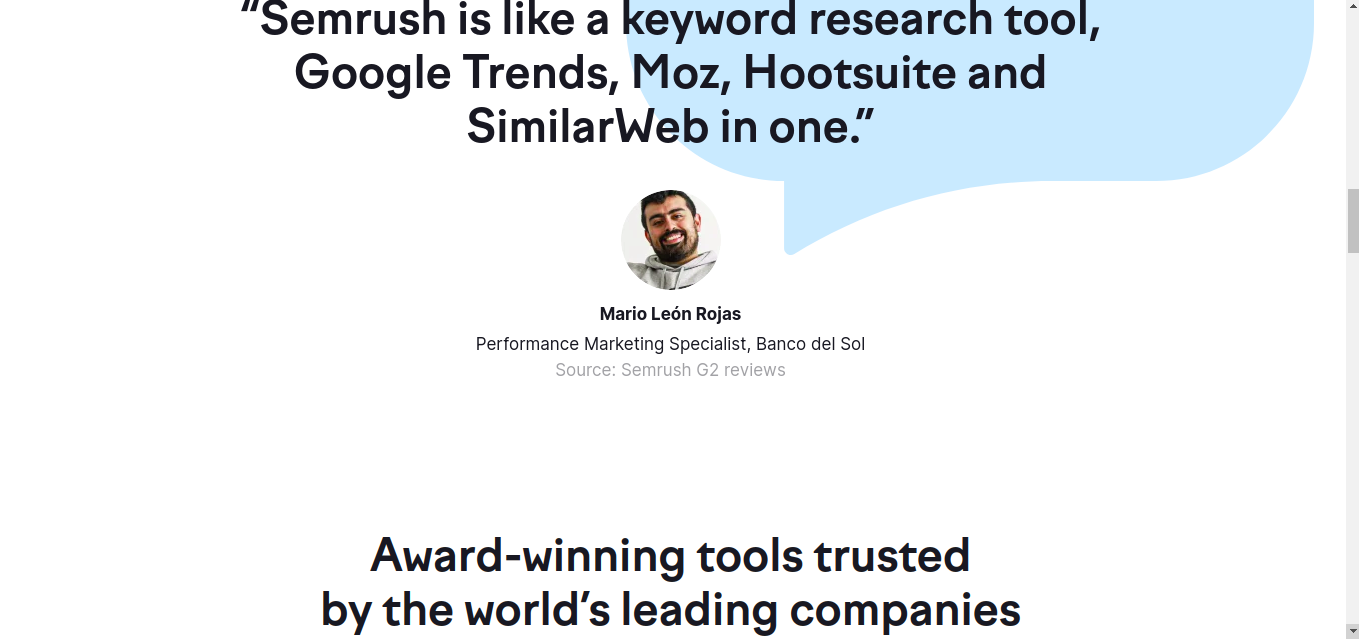 “Semrush is like a keyword research tool,
Google Trends, Moz, Hootsuite and
SimilarWeb in one.”
Mario León Rojas
Performance Marketing Specialist, Banco del Sol
Source: Semrush G2 reviews
Award-winning tools trusted
by the world’s leading companies